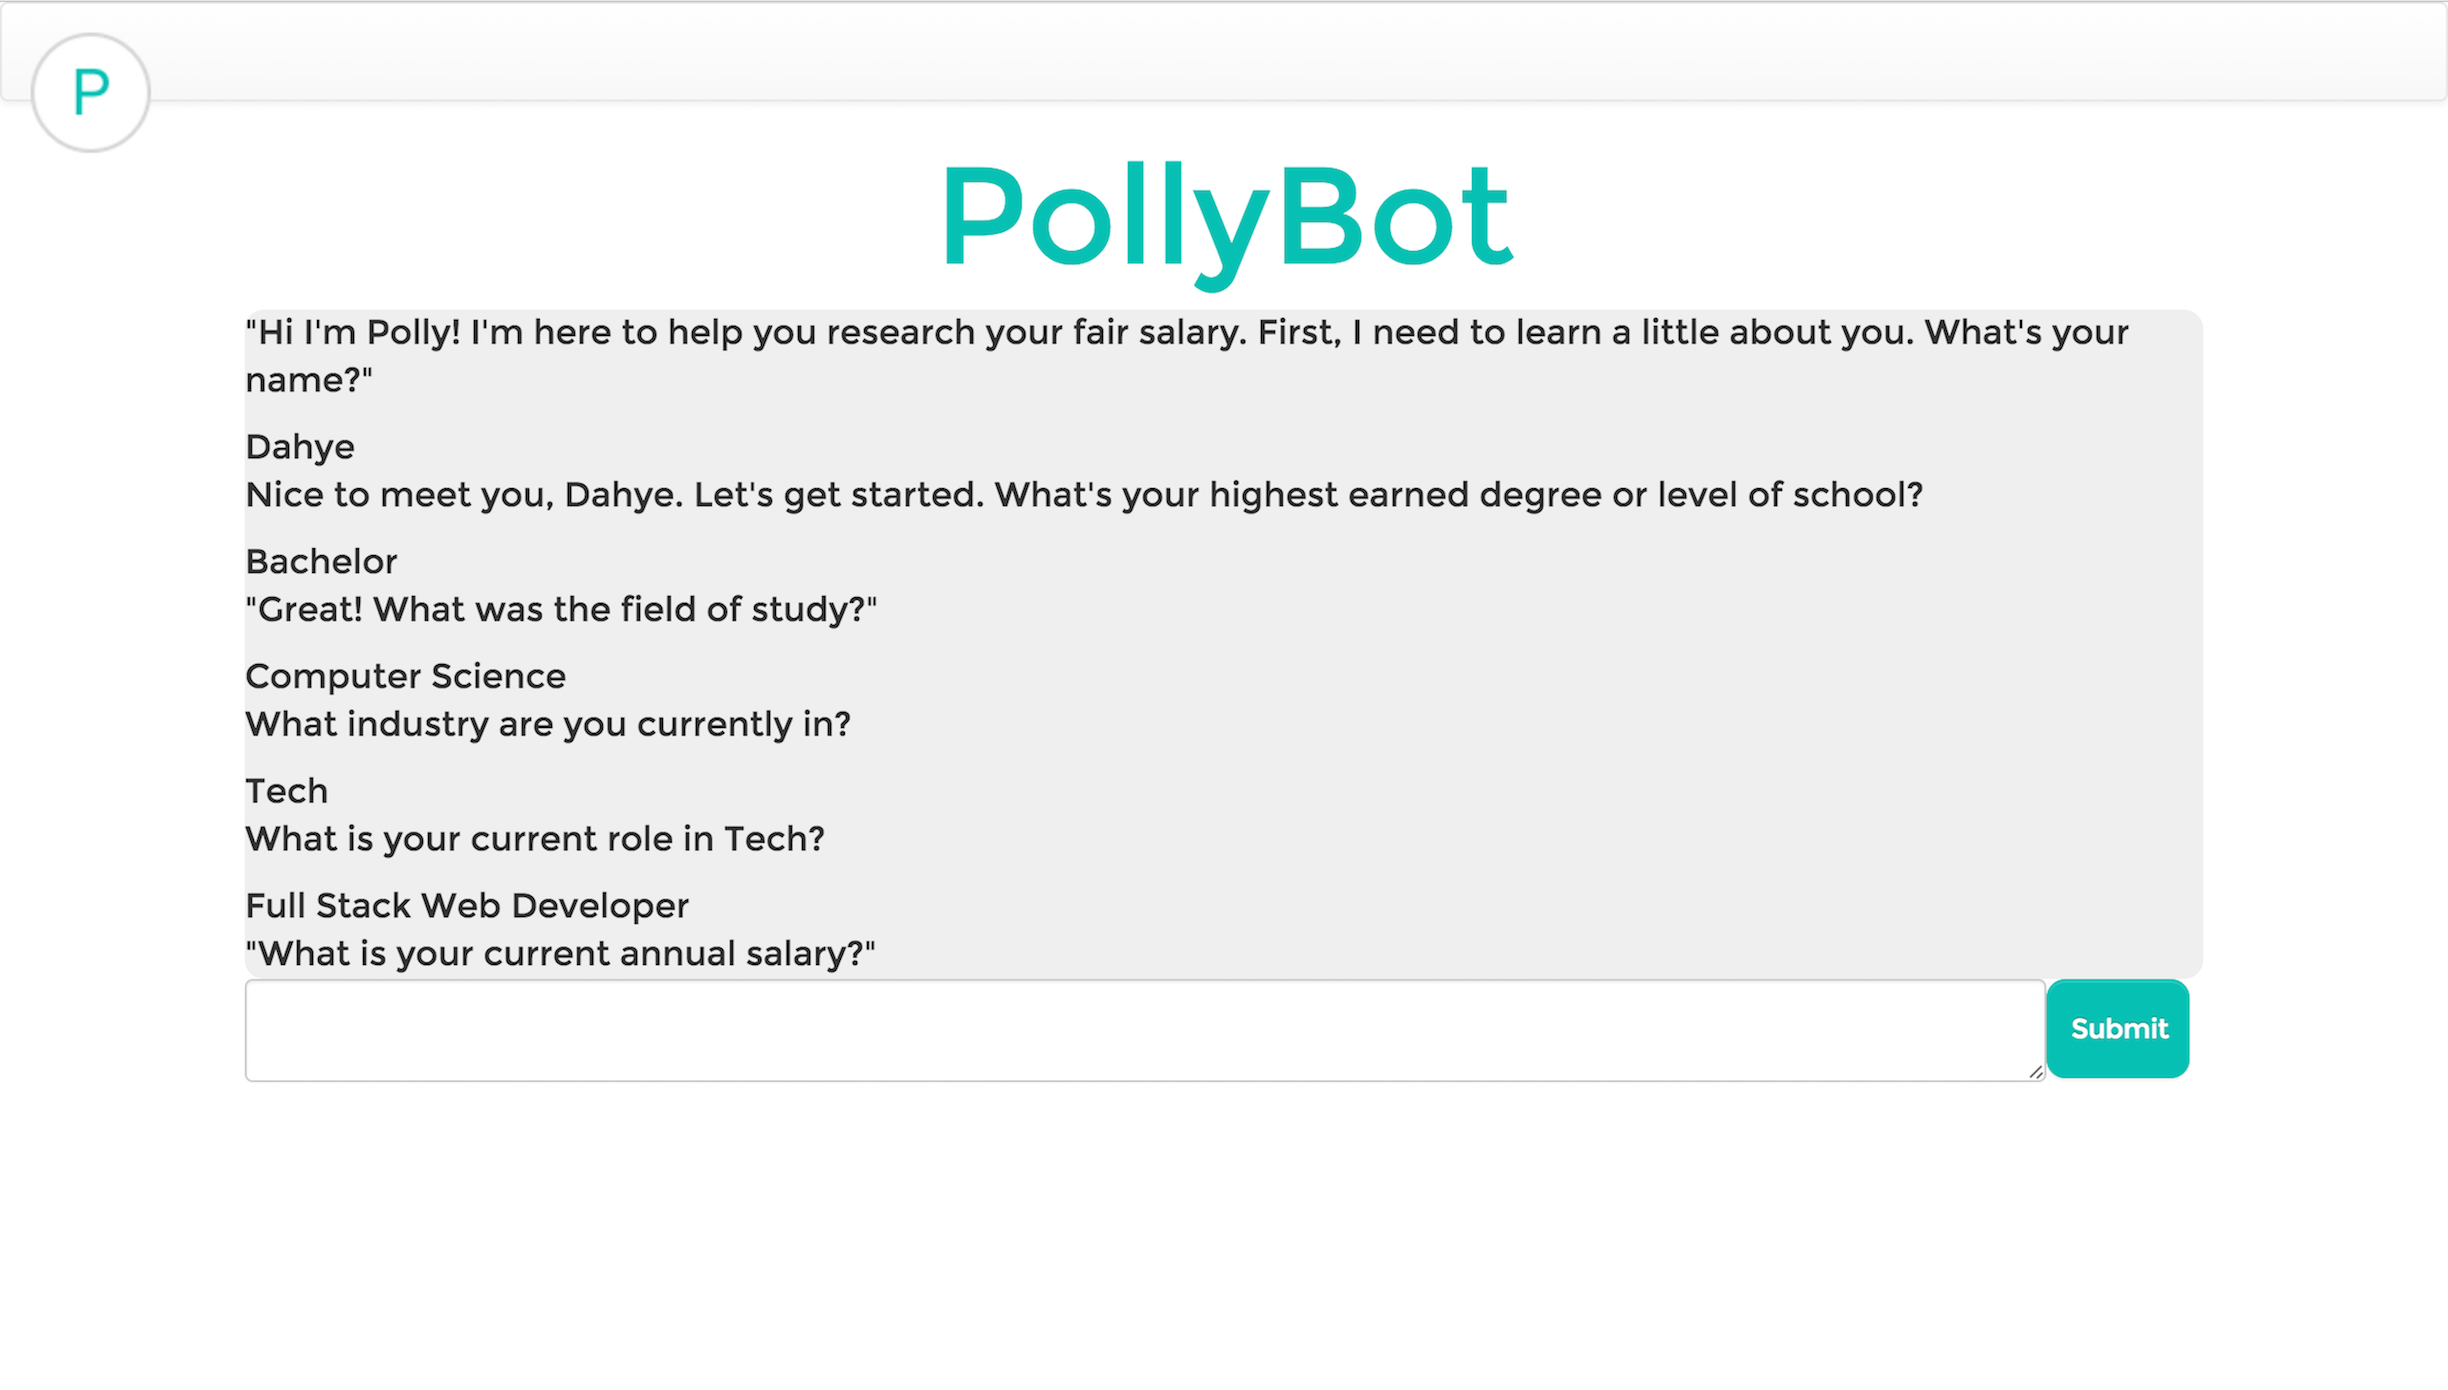 P
PollyBot
"Hi I'm Polly! I'm here to help you research your fair salary. First, I need to learn a little about you. What's your
name?"
Dahye
Nice to meet you, Dahye. Let's get started. What's your highest earned degree or level of school?
Bachelor
"Great! What was the field of study?"
Computer Science
What industry are you currently in?
Tech
What is your current role in Tech?
Full Stack Web Developer
"What is your current annual salary?"
Submit